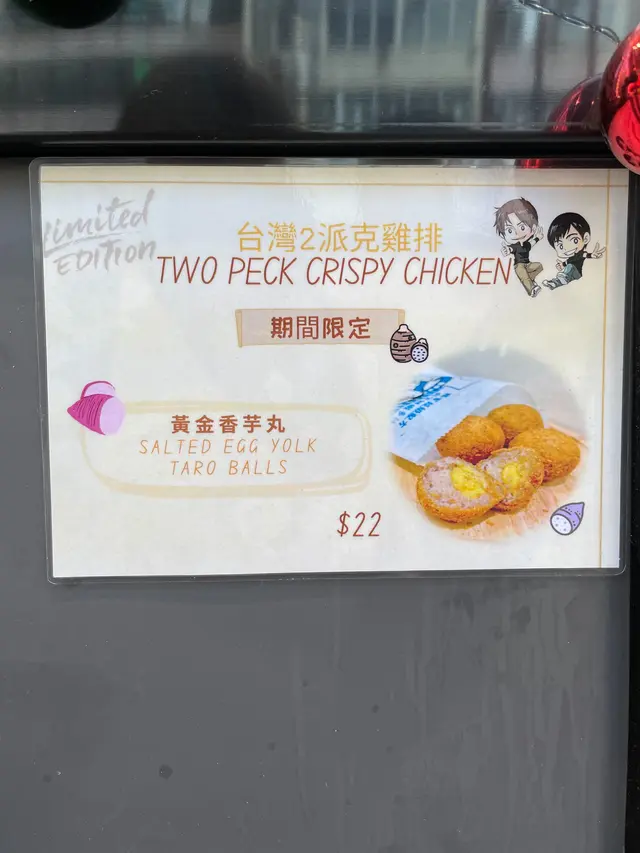 Limited
EDITION
台灣2派克雞排
TWO PECK CRISPY CHICKEN
期間限定
黃金香芋丸
SALTED EGG YOLK
TARO BALLS
$22